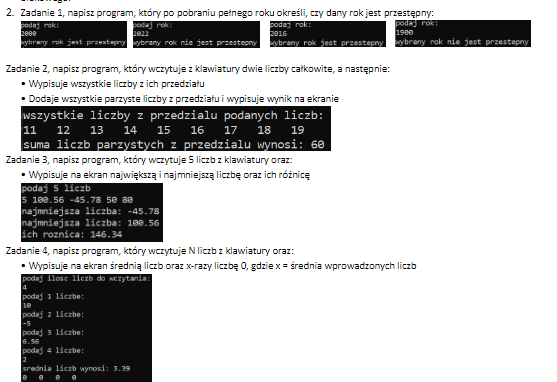 2. Zadanie 1, napisz program, który po pobraniu pełnego roku określi, czy dany rok jest przestępny:
podaj rok:
2000
wybrany rok jest przestepny
podaj rok:
2022
wybrany rok nie jest przestepny
podaj rok:
2016
wybrany rok jest przestepny
podaj rok:
1900
wybrany rok nie jest przestepny
Zadanie 2, napisz program, który wczytuje z klawiatury dwie liczby całkowite, a następnie:
• Wypisuje wszystkie liczby z ich przedziału
• Dodaje wszystkie parzyste liczby z przedziału i wypisuje wynik na ekranie
wszystkie liczby z przedzialu podanych liczb:
11 12 13 14 15 16 17 18 19
suma liczb parzystych z przedzialu wynosi: 60
Zadanie 3, napisz program, który wczytuje 5 liczb z klawiatury oraz:
• Wypisuje na ekran największą i najmniejszą liczbę oraz ich różnicę
podaj 5 liczb
5 100.56 -45.78 50 80
najmniejsza liczba: -45.78
najmniejsza liczba: 100.56
ich roznica: 146.34
Zadanie 4, napisz program, który wczytuje N liczb z klawiatury oraz:
• Wypisuje na ekran średnią liczb oraz x-razy liczbę 0, gdzie x = średnia wprowadzonych liczb
podaj ilosc liczb do wczytania:
4
podaj 1 liczbe:
10
podaj 2 liczbe:
-5
podaj 3 liczbe:
6.56
podaj 4 liczbe:
2
srednia liczb wynosi: 3.39
0 0 0 0